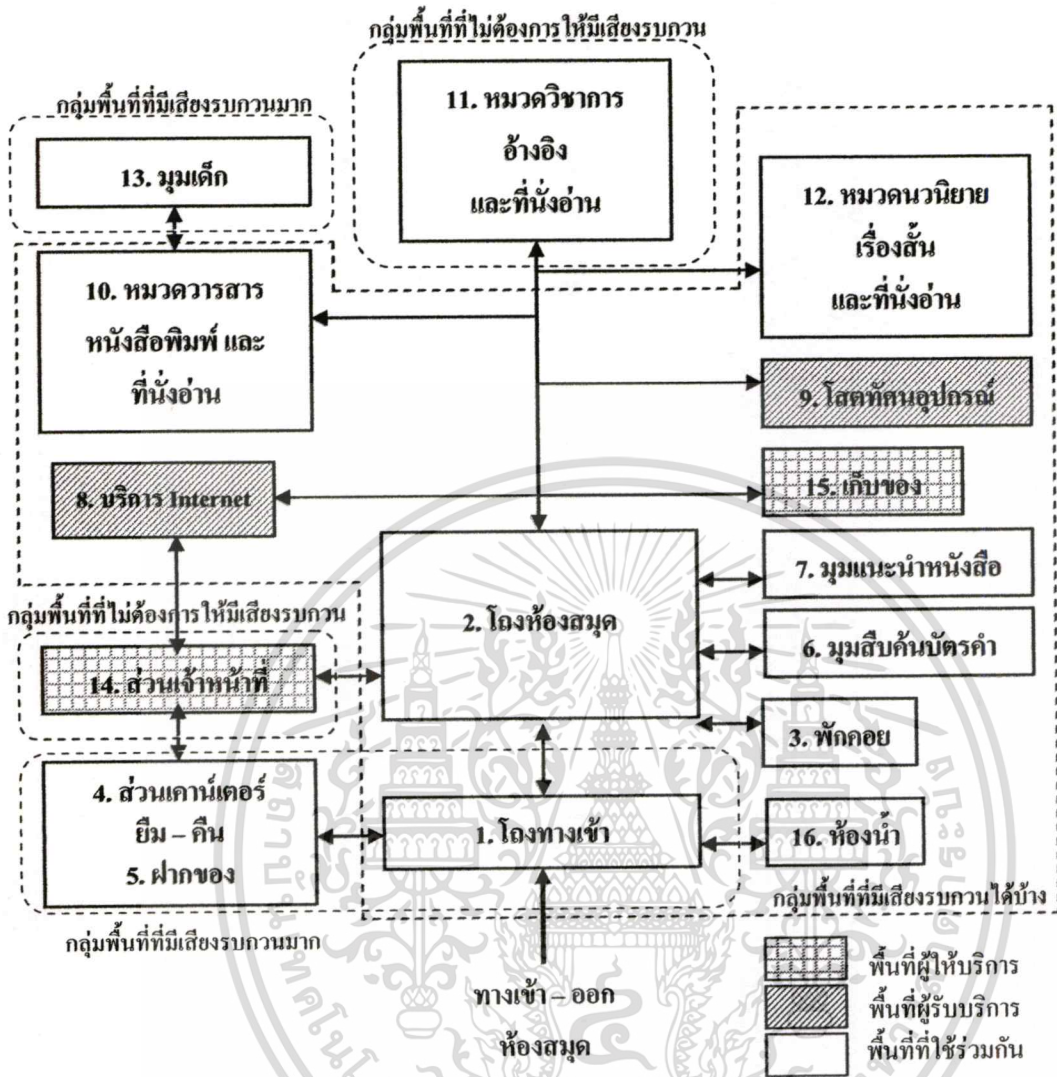 กลุ่มพื้นที่ที่ไม่ต้องการให้มีเสียงรบกวน
11. หมวดวิชาการ
อ้างอิง
และที่นั่งอ่าน
กลุ่มพื้นที่ที่มีเสียงรบกวนมาก
13. มุมเด็ก
12. หมวดนวนิยาย
เรื่องสั้น
และที่นั่งอ่าน
10. หมวดวารสาร
หนังสือพิมพ์ และ
ที่นั่งอ่าน
9. โสตทัศนอุปกรณ์
8. บริการ Internet
15. เก็บของ
7. มุมแนะนำหนังสือ
2. โถงห้องสมุด
6. มุมสืบค้นบัตรคำ
กลุ่มพื้นที่ที่ไม่ต้องการให้มีเสียงรบกวน
14. ส่วนเจ้าหน้าที่
3. พักคอย
4. ส่วนเคาน์เตอร์
ยืม – คืน
5. ฝากของ
1. โถงทางเข้า
16. ห้องน้ำ
กลุ่มพื้นที่ที่มีเสียงรบกวนได้บ้าง
กลุ่มพื้นที่ที่มีเสียงรบกวนมาก
ทางเข้า – ออก
ห้องสมุด
พื้นที่ผู้ให้บริการ
พื้นที่ผู้รับบริการ
พื้นที่ที่ใช้ร่วมกัน